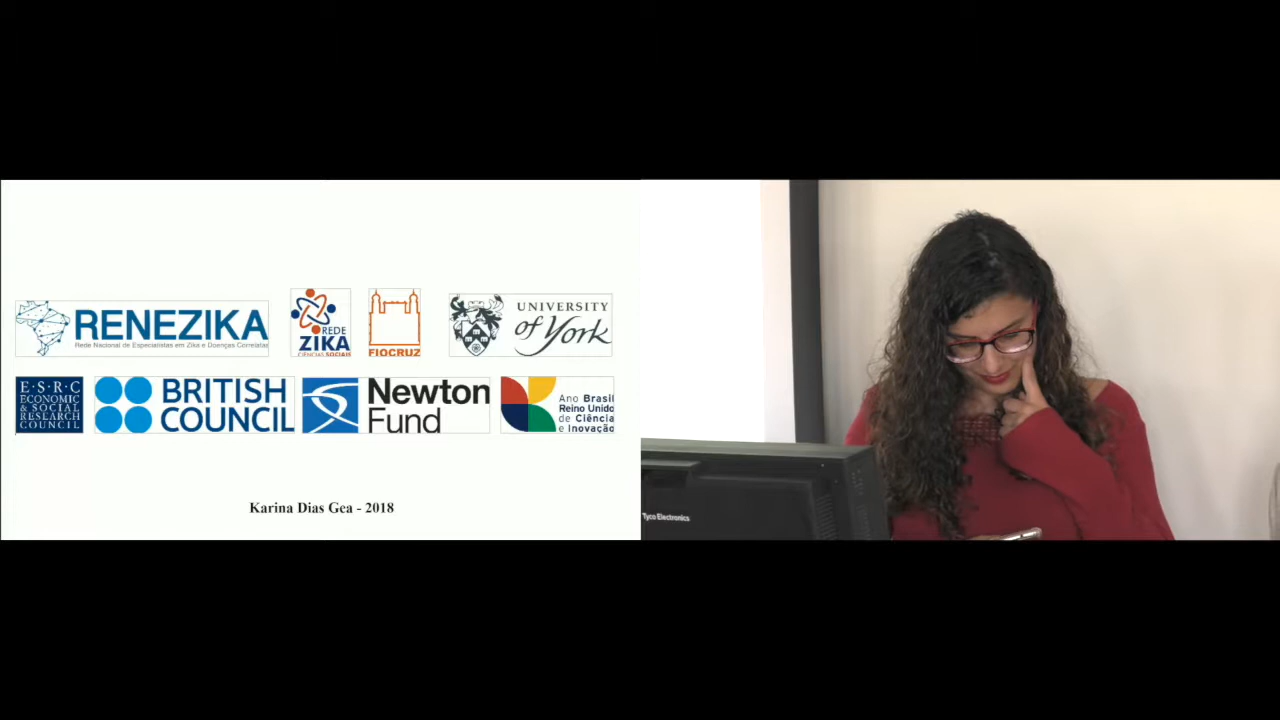 RENEZIKA
Rede Nacional de Especialistas em Zika e Doenças Correlatas
REDE
ZIKA
CIÊNCIAS SOCIAIS
FIOCRUZ
UNIVERSITY
of York
E·S·R·C
ECONOMIC
& SOCIAL
RESEARCH
COUNCIL
BRITISH
COUNCIL
Newton
Fund
Ano Brasil
Reino Unido
de Ciência
e Inovação
Karina Dias Gea - 2018
Tyco Electronics